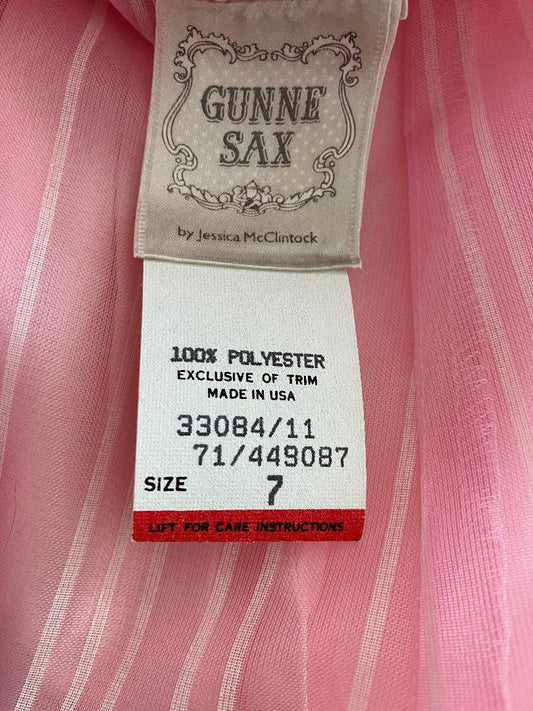 GUNNE
SAX
by Jessica McClintock
100% POLYESTER
EXCLUSIVE OF TRIM
MADE IN USA
33084/11
71/449087
SIZE 7
LIFT FOR CARE INSTRUCTIONS